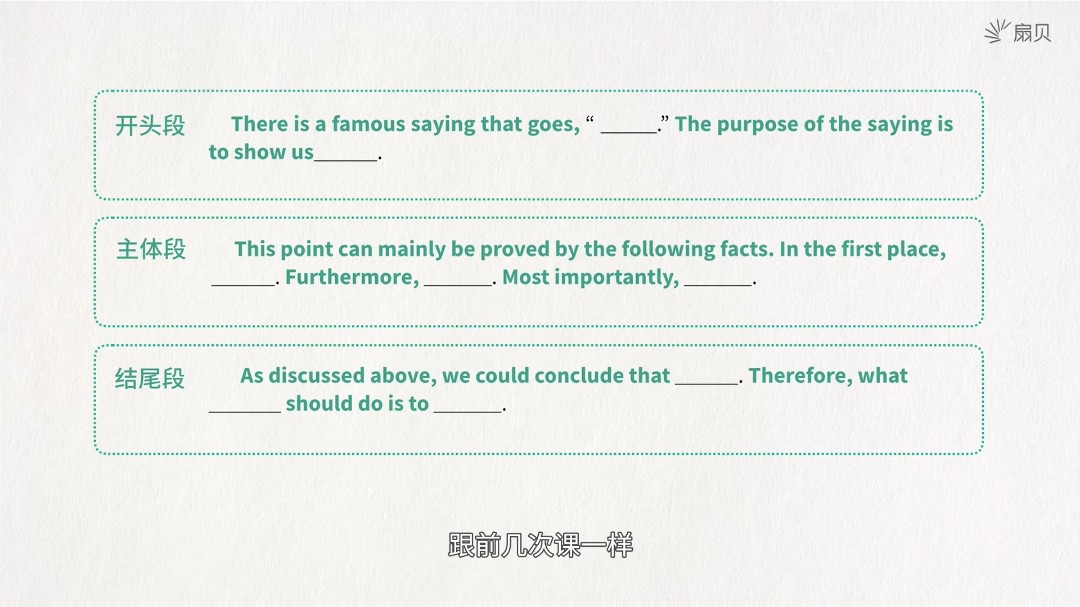 扇贝
开头段 There is a famous saying that goes, “ _____.” The purpose of the saying is
to show us______.
主体段 This point can mainly be proved by the following facts. In the first place,
______. Furthermore, ______. Most importantly, ______.
结尾段 As discussed above, we could conclude that ______. Therefore, what
_______ should do is to ______.
跟前几次课一样